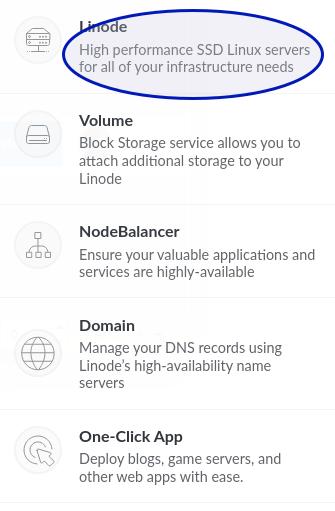 Linode
High performance SSD Linux servers
for all of your infrastructure needs
Volume
Block Storage service allows you to
attach additional storage to your
Linode
NodeBalancer
Ensure your valuable applications and
services are highly-available
Domain
Manage your DNS records using
Linode's high-availability name
servers
One-Click App
Deploy blogs, game servers, and
other web apps with ease.